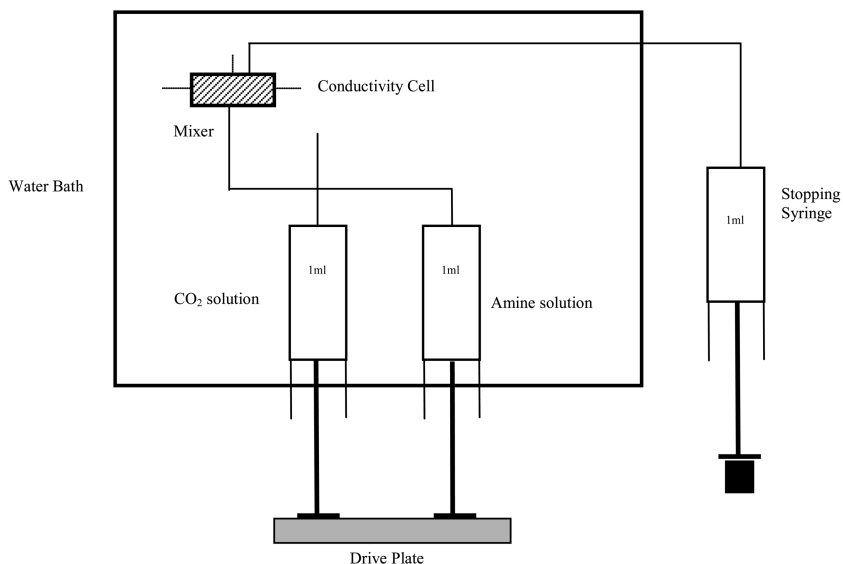 Conductivity Cell
Mixer
Water Bath
Stopping
Syringe
1ml
1ml
1ml
CO₂ solution
Amine solution
Drive Plate